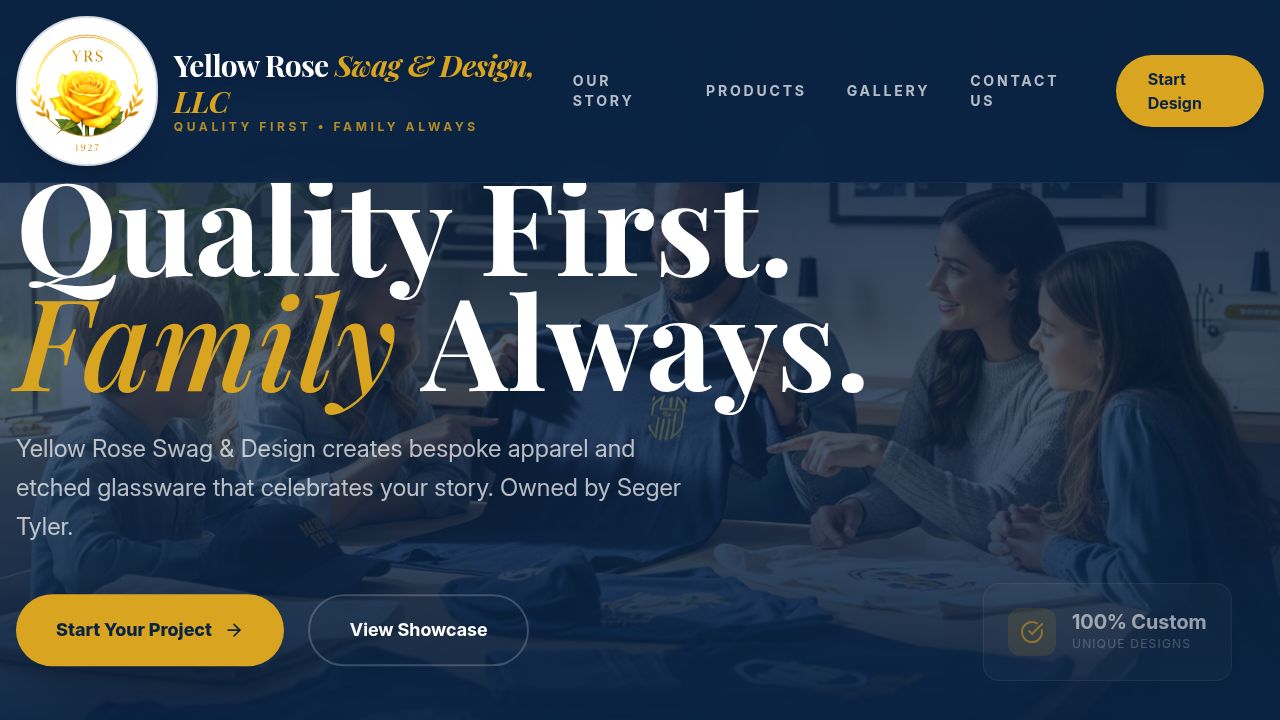 YRS
1927
Yellow Rose Swag & Design,
LLC
QUALITY FIRST • FAMILY ALWAYS
OUR
STORY
PRODUCTS
GALLERY
CONTACT
US
Start
Design
Quality First.
Family Always.
Yellow Rose Swag & Design creates bespoke apparel and
etched glassware that celebrates your story. Owned by Seger
Tyler.
Start Your Project
View Showcase
100% Custom
UNIQUE DESIGNS